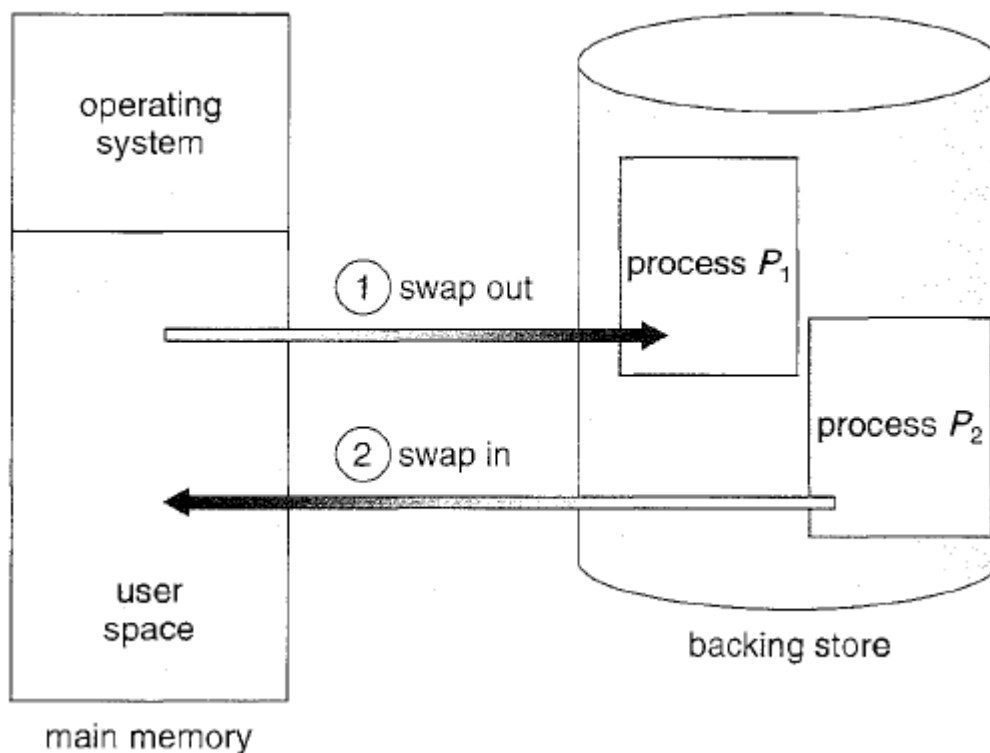 operating
system
process P₁
1 swap out
process P₂
2 swap in
user
space
backing store
main memory